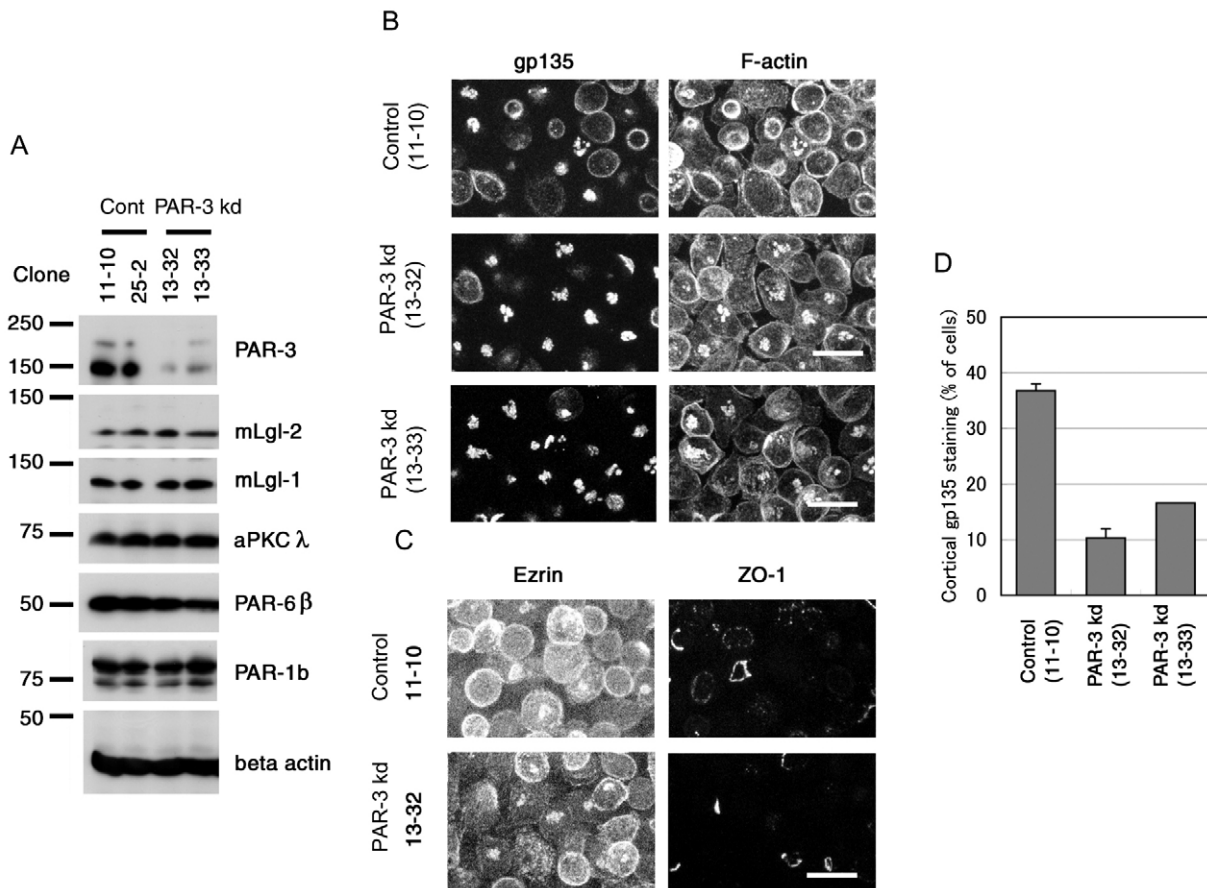 A
Cont PAR-3 kd
Clone
11-10
25-2
13-32
13-33
250
150
PAR-3
150
mLgl-2
150
mLgl-1
75
aPKC λ
50
PAR-6 β
75
PAR-1b
50
beta actin
B
gp135
F-actin
Control
(11-10)
PAR-3 kd
(13-32)
PAR-3 kd
(13-33)
C
Ezrin
ZO-1
Control
11-10
PAR-3 kd
13-32
D
Cortical gp135 staining (% of cells)
50
40
30
20
10
0
Control
(11-10)
PAR-3 kd
(13-32)
PAR-3 kd
(13-33)